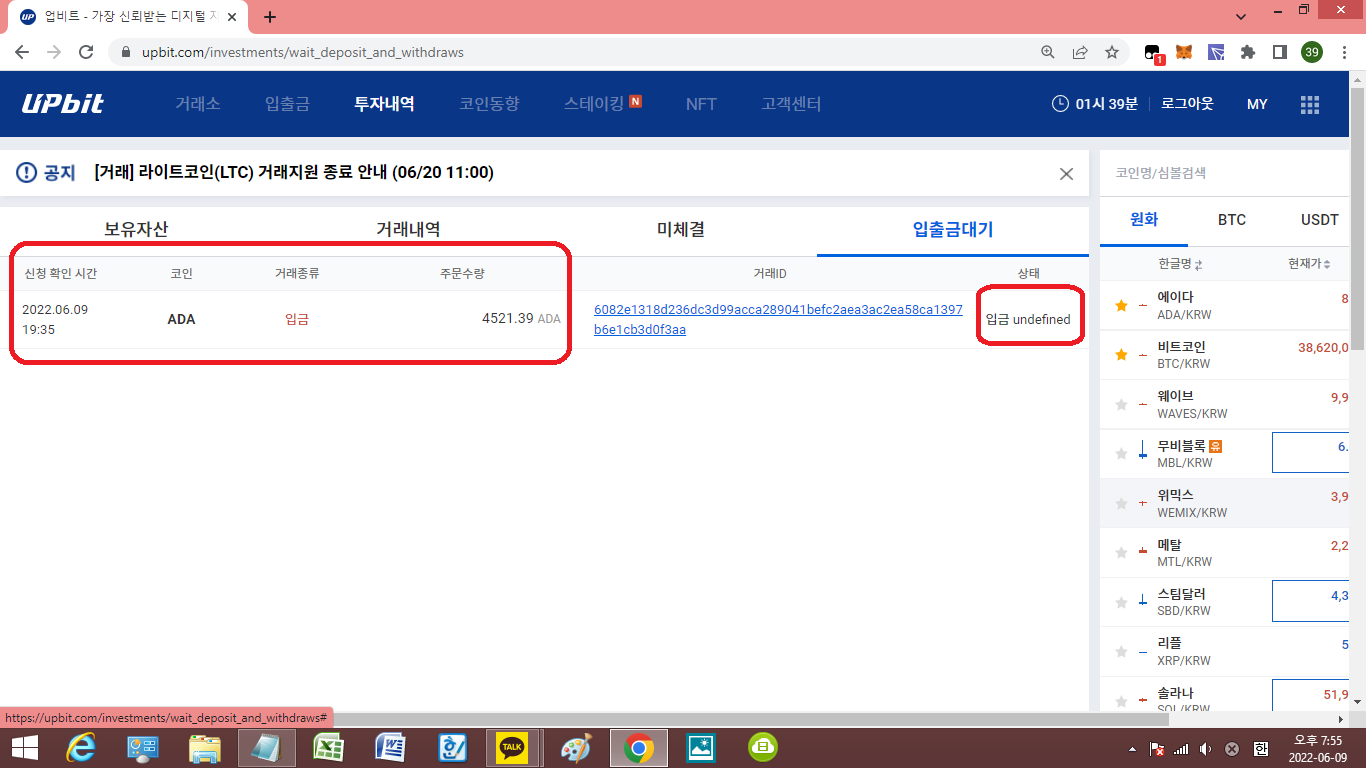 업비트 - 가장 신뢰받는 디지털 자
upbit.com/investments/wait_deposit_and_withdraws
1
39
UPbit
거래소 입출금 투자내역 코인동향 스테이킹 N NFT 고객센터
01시 39분 로그아웃 MY
공지 [거래] 라이트코인(LTC) 거래지원 종료 안내 (06/20 11:00)
보유자산 거래내역 미체결 입출금대기
신청 확인 시간 코인 거래종류 주문수량 거래ID 상태
2022.06.09
19:35
ADA
입금
4521.39 ADA
6082e1318d236dc3d99acca289041befc2aea3ac2ea58ca1397
b6e1cb3d0f3aa
입금 undefined
코인명/심볼검색
원화 BTC USDT
한글명 현재가
에이다 8
ADA/KRW
비트코인 38,620,0
BTC/KRW
웨이브 9,9
WAVES/KRW
무비블록 유 6.
MBL/KRW
위믹스 3,9
WEMIX/KRW
메탈 2,2
MTL/KRW
스팀달러 4,3
SBD/KRW
리플 5
XRP/KRW
솔라나 51,9
SOL/KRW
https://upbit.com/investments/wait_deposit_and_withdraws#
TALK
한
오후 7:55
2022-06-09